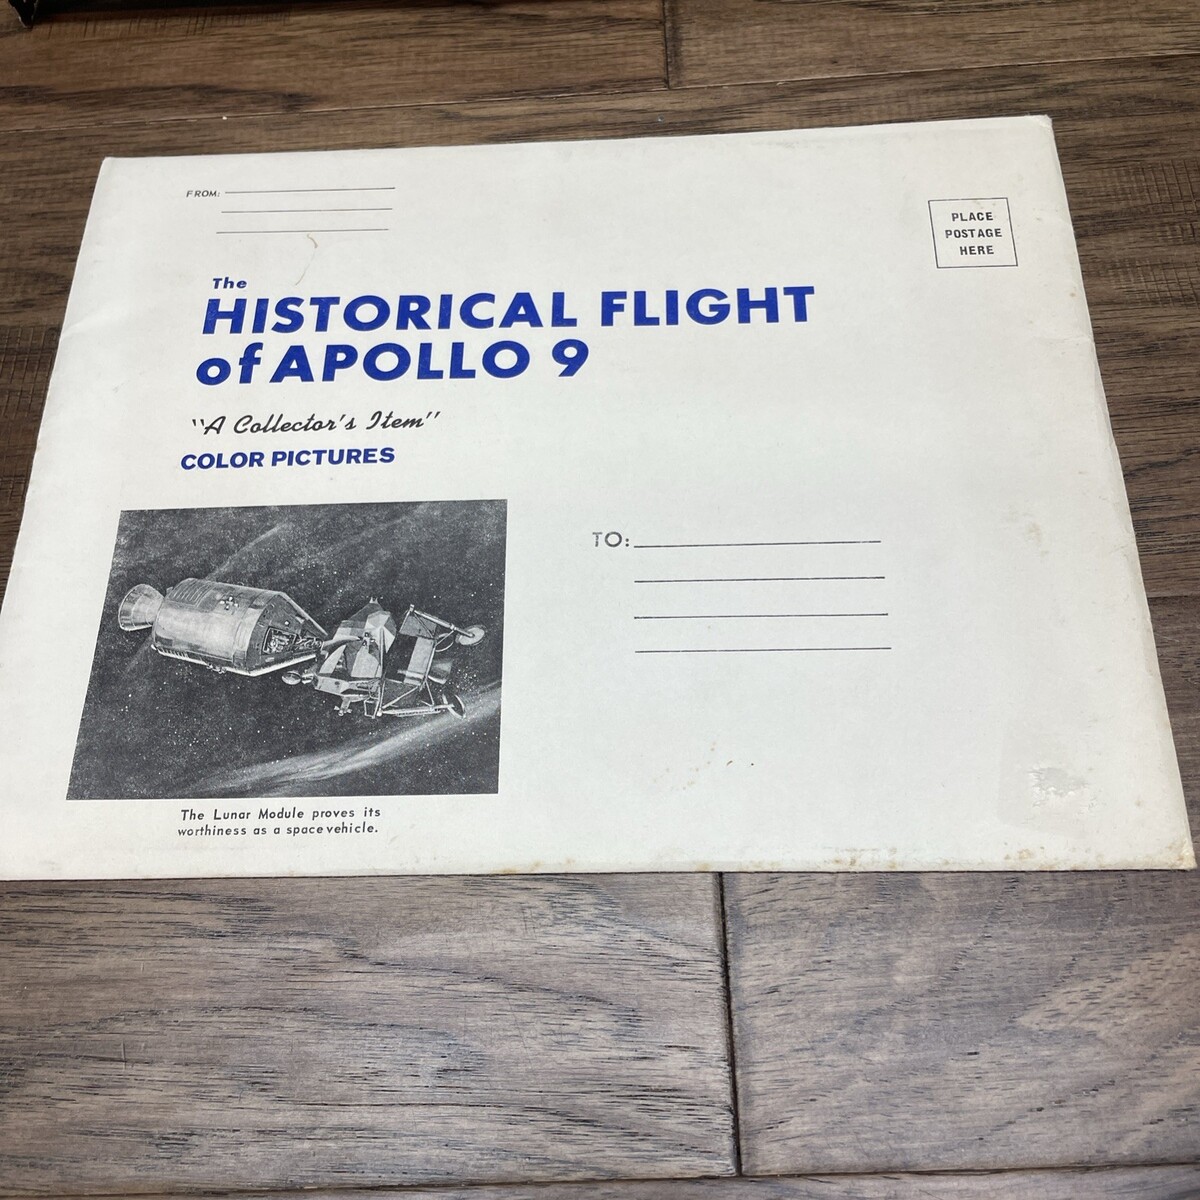 FROM:
PLACE
POSTAGE
HERE
The
HISTORICAL FLIGHT
of APOLLO 9
"A Collector's Item"
COLOR PICTURES
TO:
The Lunar Module proves its
worthiness as a space vehicle.